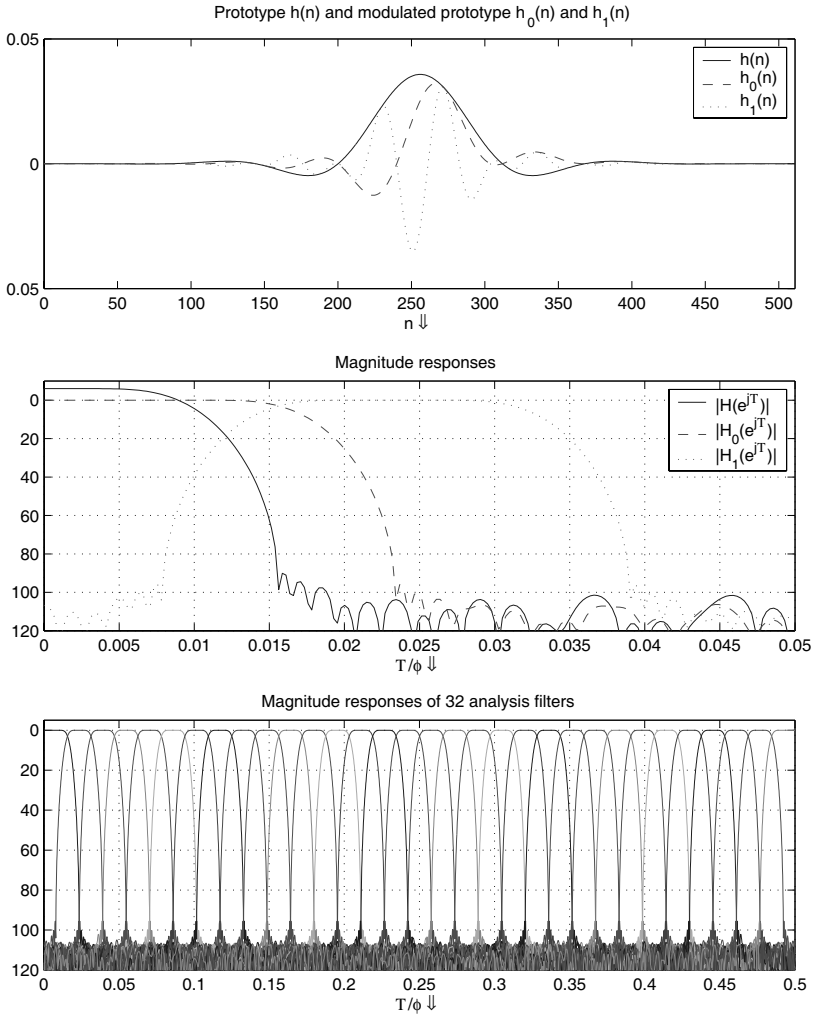 Prototype h(n) and modulated prototype h0(n) and h1(n)
0.05
0
0.05
h(n)
h0(n)
h1(n)
0 50 100 150 200 250 300 350 400 450 500
n ⇓
Magnitude responses
0
20
40
60
80
100
120
|H(e^jT)|
|H0(e^jT)|
|H1(e^jT)|
0 0.005 0.01 0.015 0.02 0.025 0.03 0.035 0.04 0.045 0.05
T/ϕ ⇓
Magnitude responses of 32 analysis filters
0
20
40
60
80
100
120
0 0.05 0.1 0.15 0.2 0.25 0.3 0.35 0.4 0.45 0.5
T/ϕ ⇓